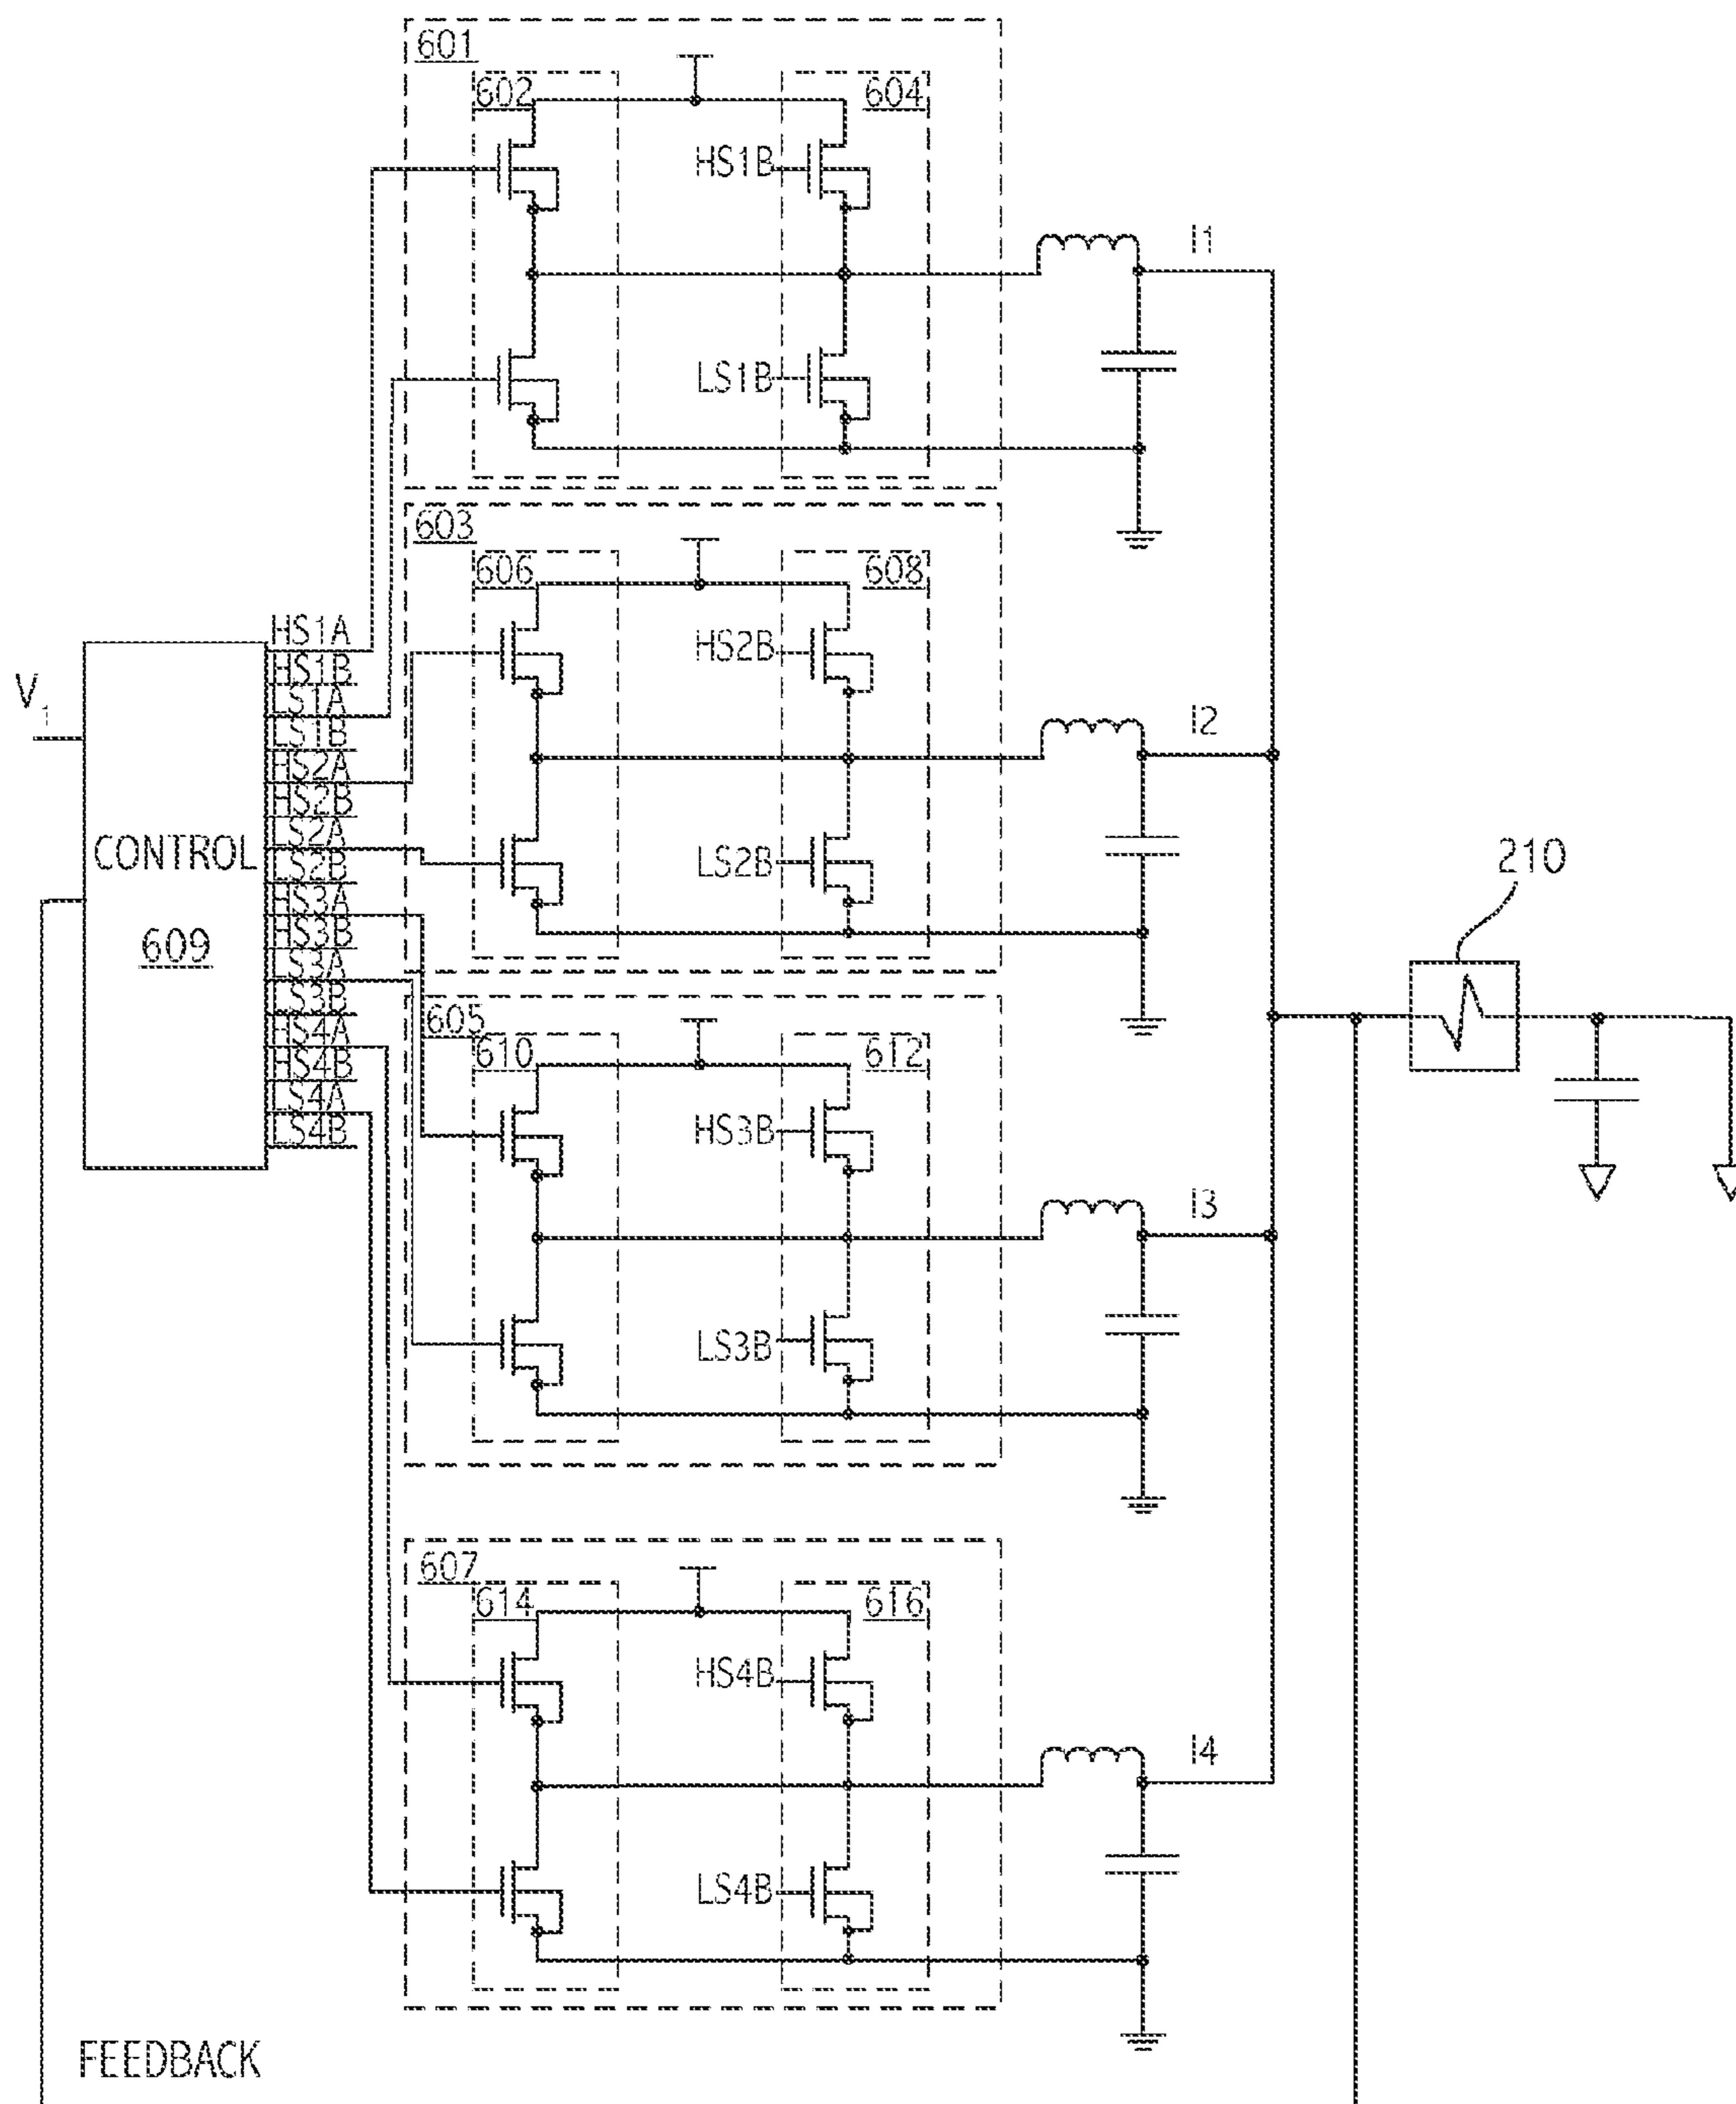 601
602
604
HS1B
I1
LS1B
603
606
608
HS1A
HS1B
HS2B
V1
LS1A
LS1B
I2
HS2A
HS2B
LS2A
CONTROL
LS2B
LS2B
210
HS3A
HS3B
609
LS3A
LS3B
605
HS4A
610
612
HS4B
LS4A
HS3B
LS4B
I3
LS3B
607
614
616
HS4B
I4
LS4B
FEEDBACK